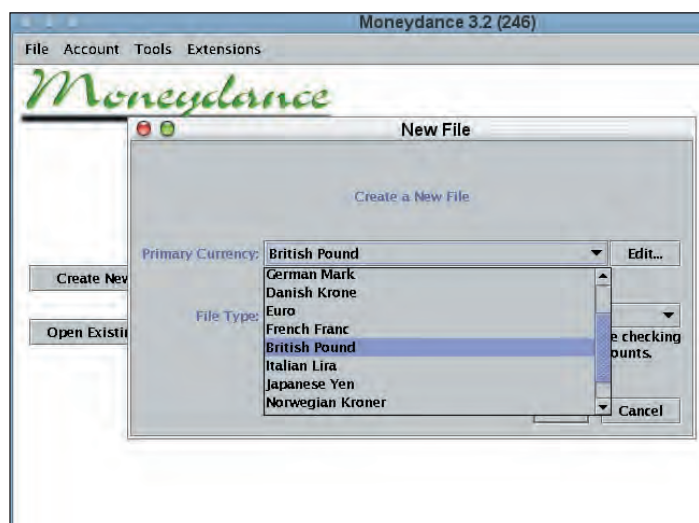 Moneydance 3.2 (246)
File Account Tools Extensions
Moneydance
New File
Create a New File
Primary Currency: British Pound Edit...
German Mark
Danish Krone
Euro
French Franc
British Pound
Italian Lira
Japanese Yen
Norwegian Kroner
File Type:
Create New
Open Existi
checking
Cancel